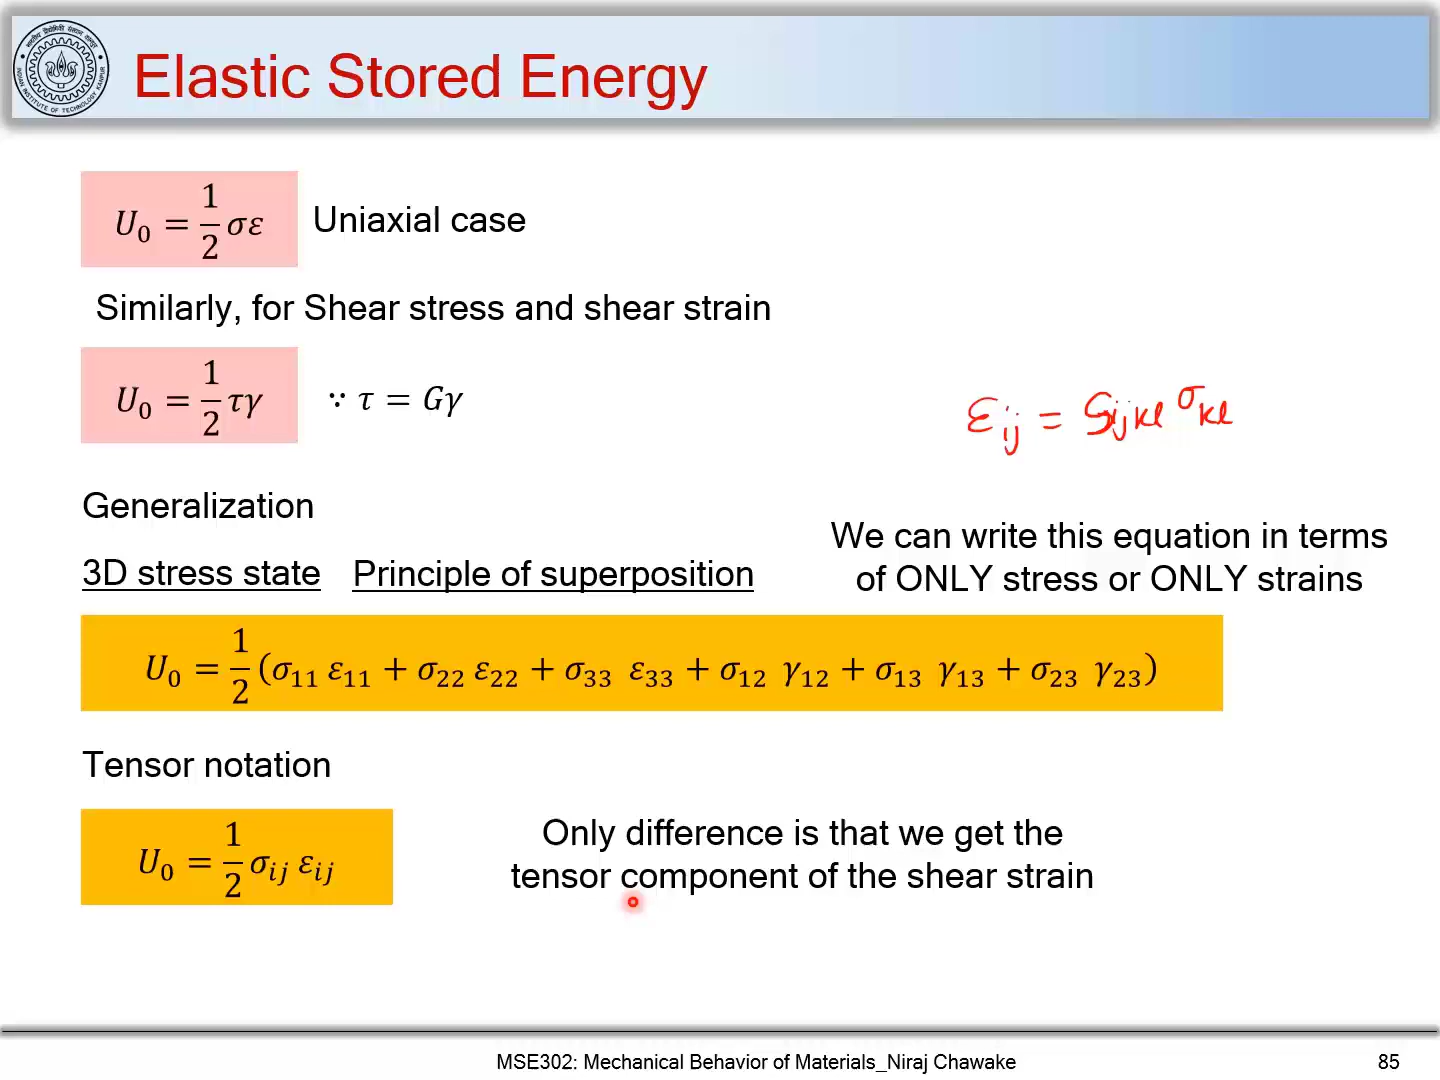 Elastic Stored Energy
U₀ = 1/2 σε Uniaxial case
Similarly, for Shear stress and shear strain
U₀ = 1/2 τγ ∵ τ = Gγ
εij = Sijkl σkl
Generalization
We can write this equation in terms
of ONLY stress or ONLY strains
3D stress state Principle of superposition
U₀ = 1/2 (σ₁₁ ε₁₁ + σ₂₂ ε₂₂ + σ₃₃ ε₃₃ + σ₁₂ γ₁₂ + σ₁₃ γ₁₃ + σ₂₃ γ₂₃)
Tensor notation
U₀ = 1/2 σij εij
Only difference is that we get the
tensor component of the shear strain
MSE302: Mechanical Behavior of Materials_Niraj Chawake 85